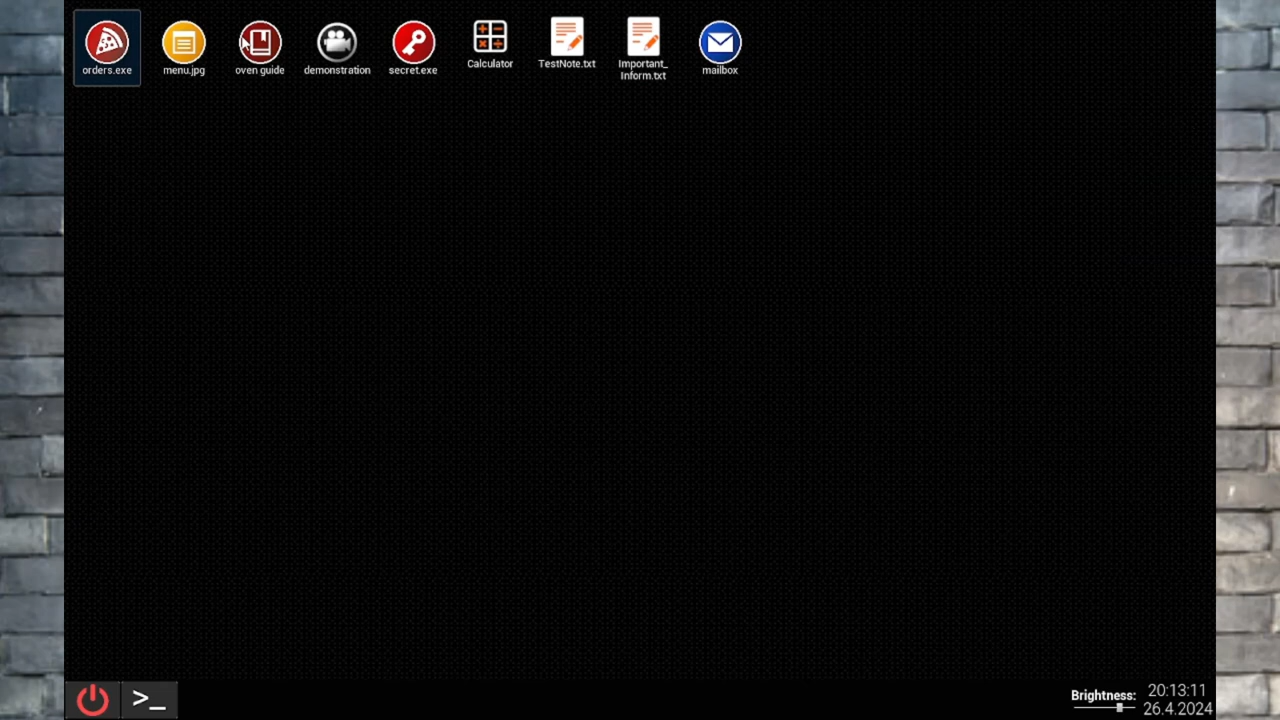 orders.exe
menu.jpg
oven guide
demonstration
secret.exe
Calculator
TestNote.txt
Important_
Inform.txt
mailbox
>_
Brightness:
20:13:11
26.4.2024